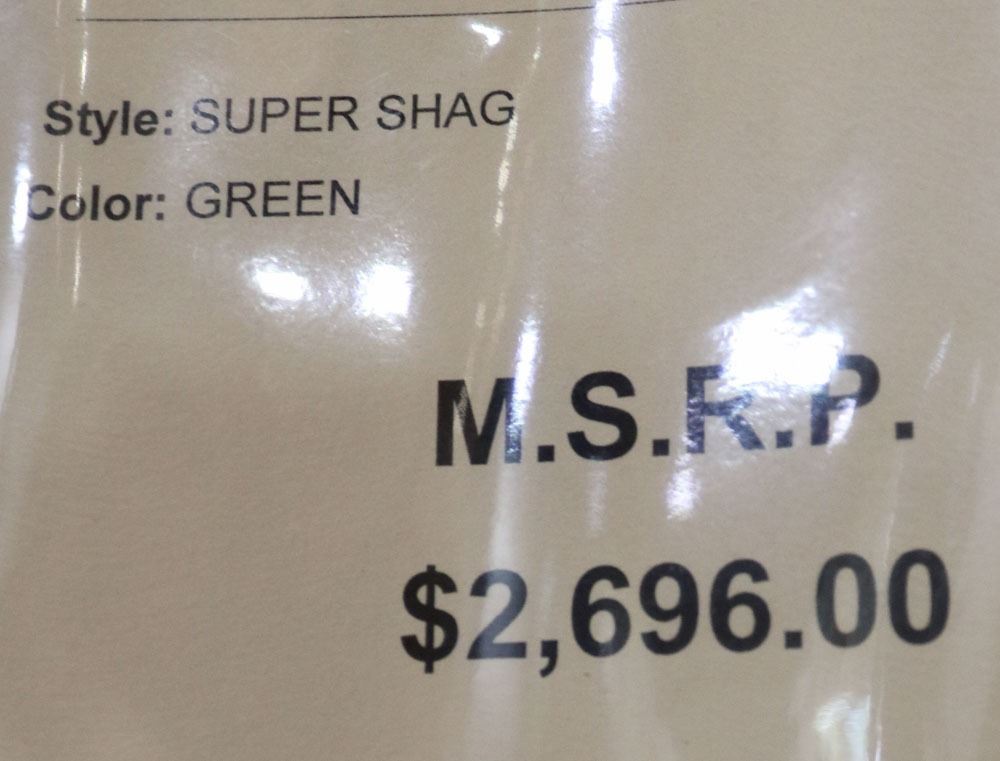 Style: SUPER SHAG
Color: GREEN
M.S.R.P.
$2,696.00